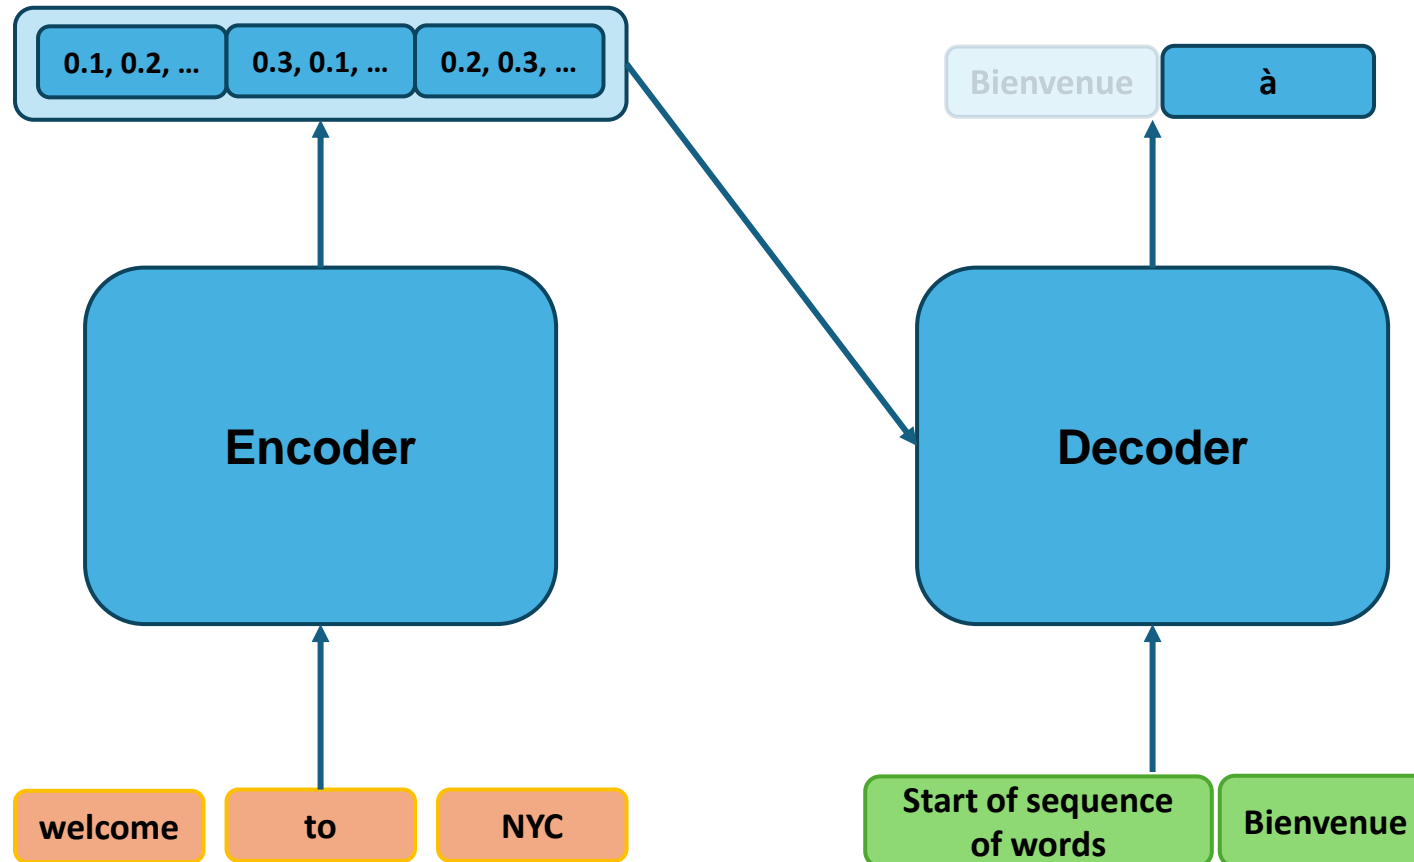 0.1, 0.2, ... 0.3, 0.1, ... 0.2, 0.3, ...
Bienvenue à
Encoder
Decoder
welcome to NYC
Start of sequence
of words
Bienvenue